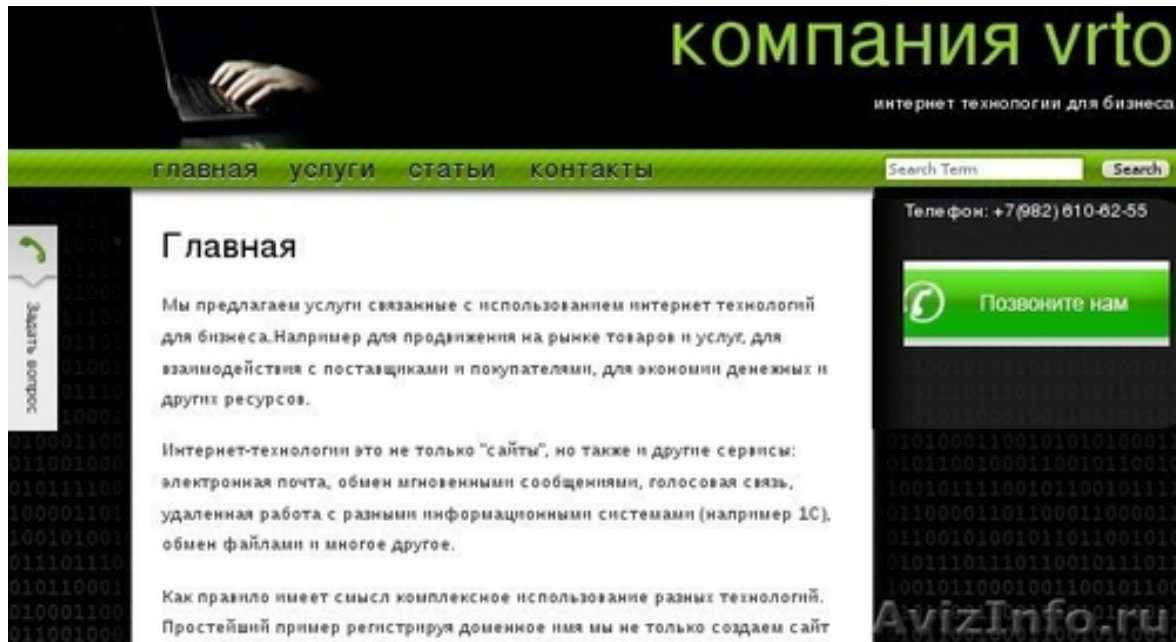 компания vrto
интернет технологии для бизнеса
главная услуги статьи контакты
Search Term Search
Телефон: +7(982) 610-62-55
Позвоните нам
Задать вопрос
Главная
Мы предлагаем услуги связанные с использованием интернет технологий
для бизнеса.Например для продвижения на рынке товаров и услуг, для
взаимодействия с поставщиками и покупателями, для экономии денежных и
других ресурсов.
Интернет-технологии это не только "сайты", но также и другие сервисы:
электронная почта, обмен мгновенными сообщениями, голосовая связь,
удаленная работа с разными информационными системами (например 1С),
обмен файлами и многое другое.
Как правило имеет смысл комплексное использование разных технологий.
Простейший пример регистрируя доменное имя мы не только создаем сайт
AvizInfo.ru